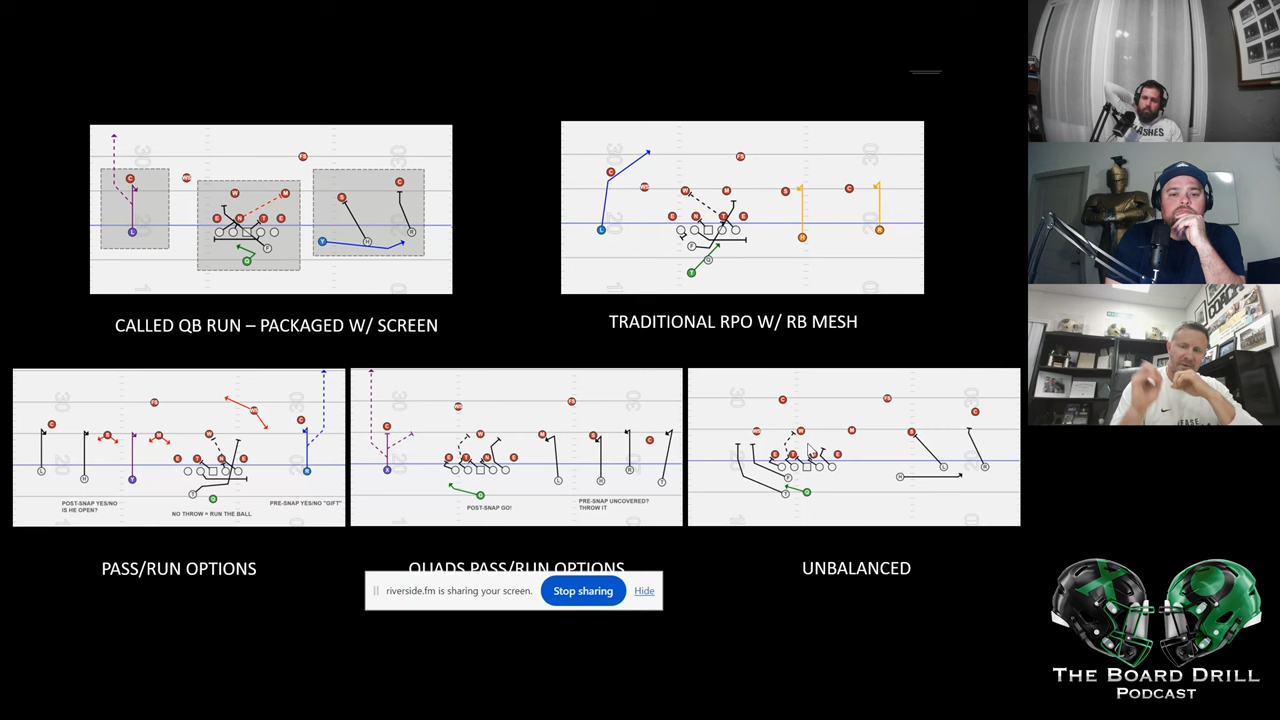 CALLED QB RUN – PACKAGED W/ SCREEN
TRADITIONAL RPO W/ RB MESH
POST-SNAP YES/NO
IS HE OPEN?
NO THROW = RUN THE BALL
PRE-SNAP YES/NO "GIFT"
POST-SNAP GO!
PRE-SNAP UNCOVERED?
THROW IT
PASS/RUN OPTIONS
QUADS PASS/RUN OPTIONS
UNBALANCED
riverside.fm is sharing your screen.
Stop sharing
Hide
THE BOARD DRILL
PODCAST